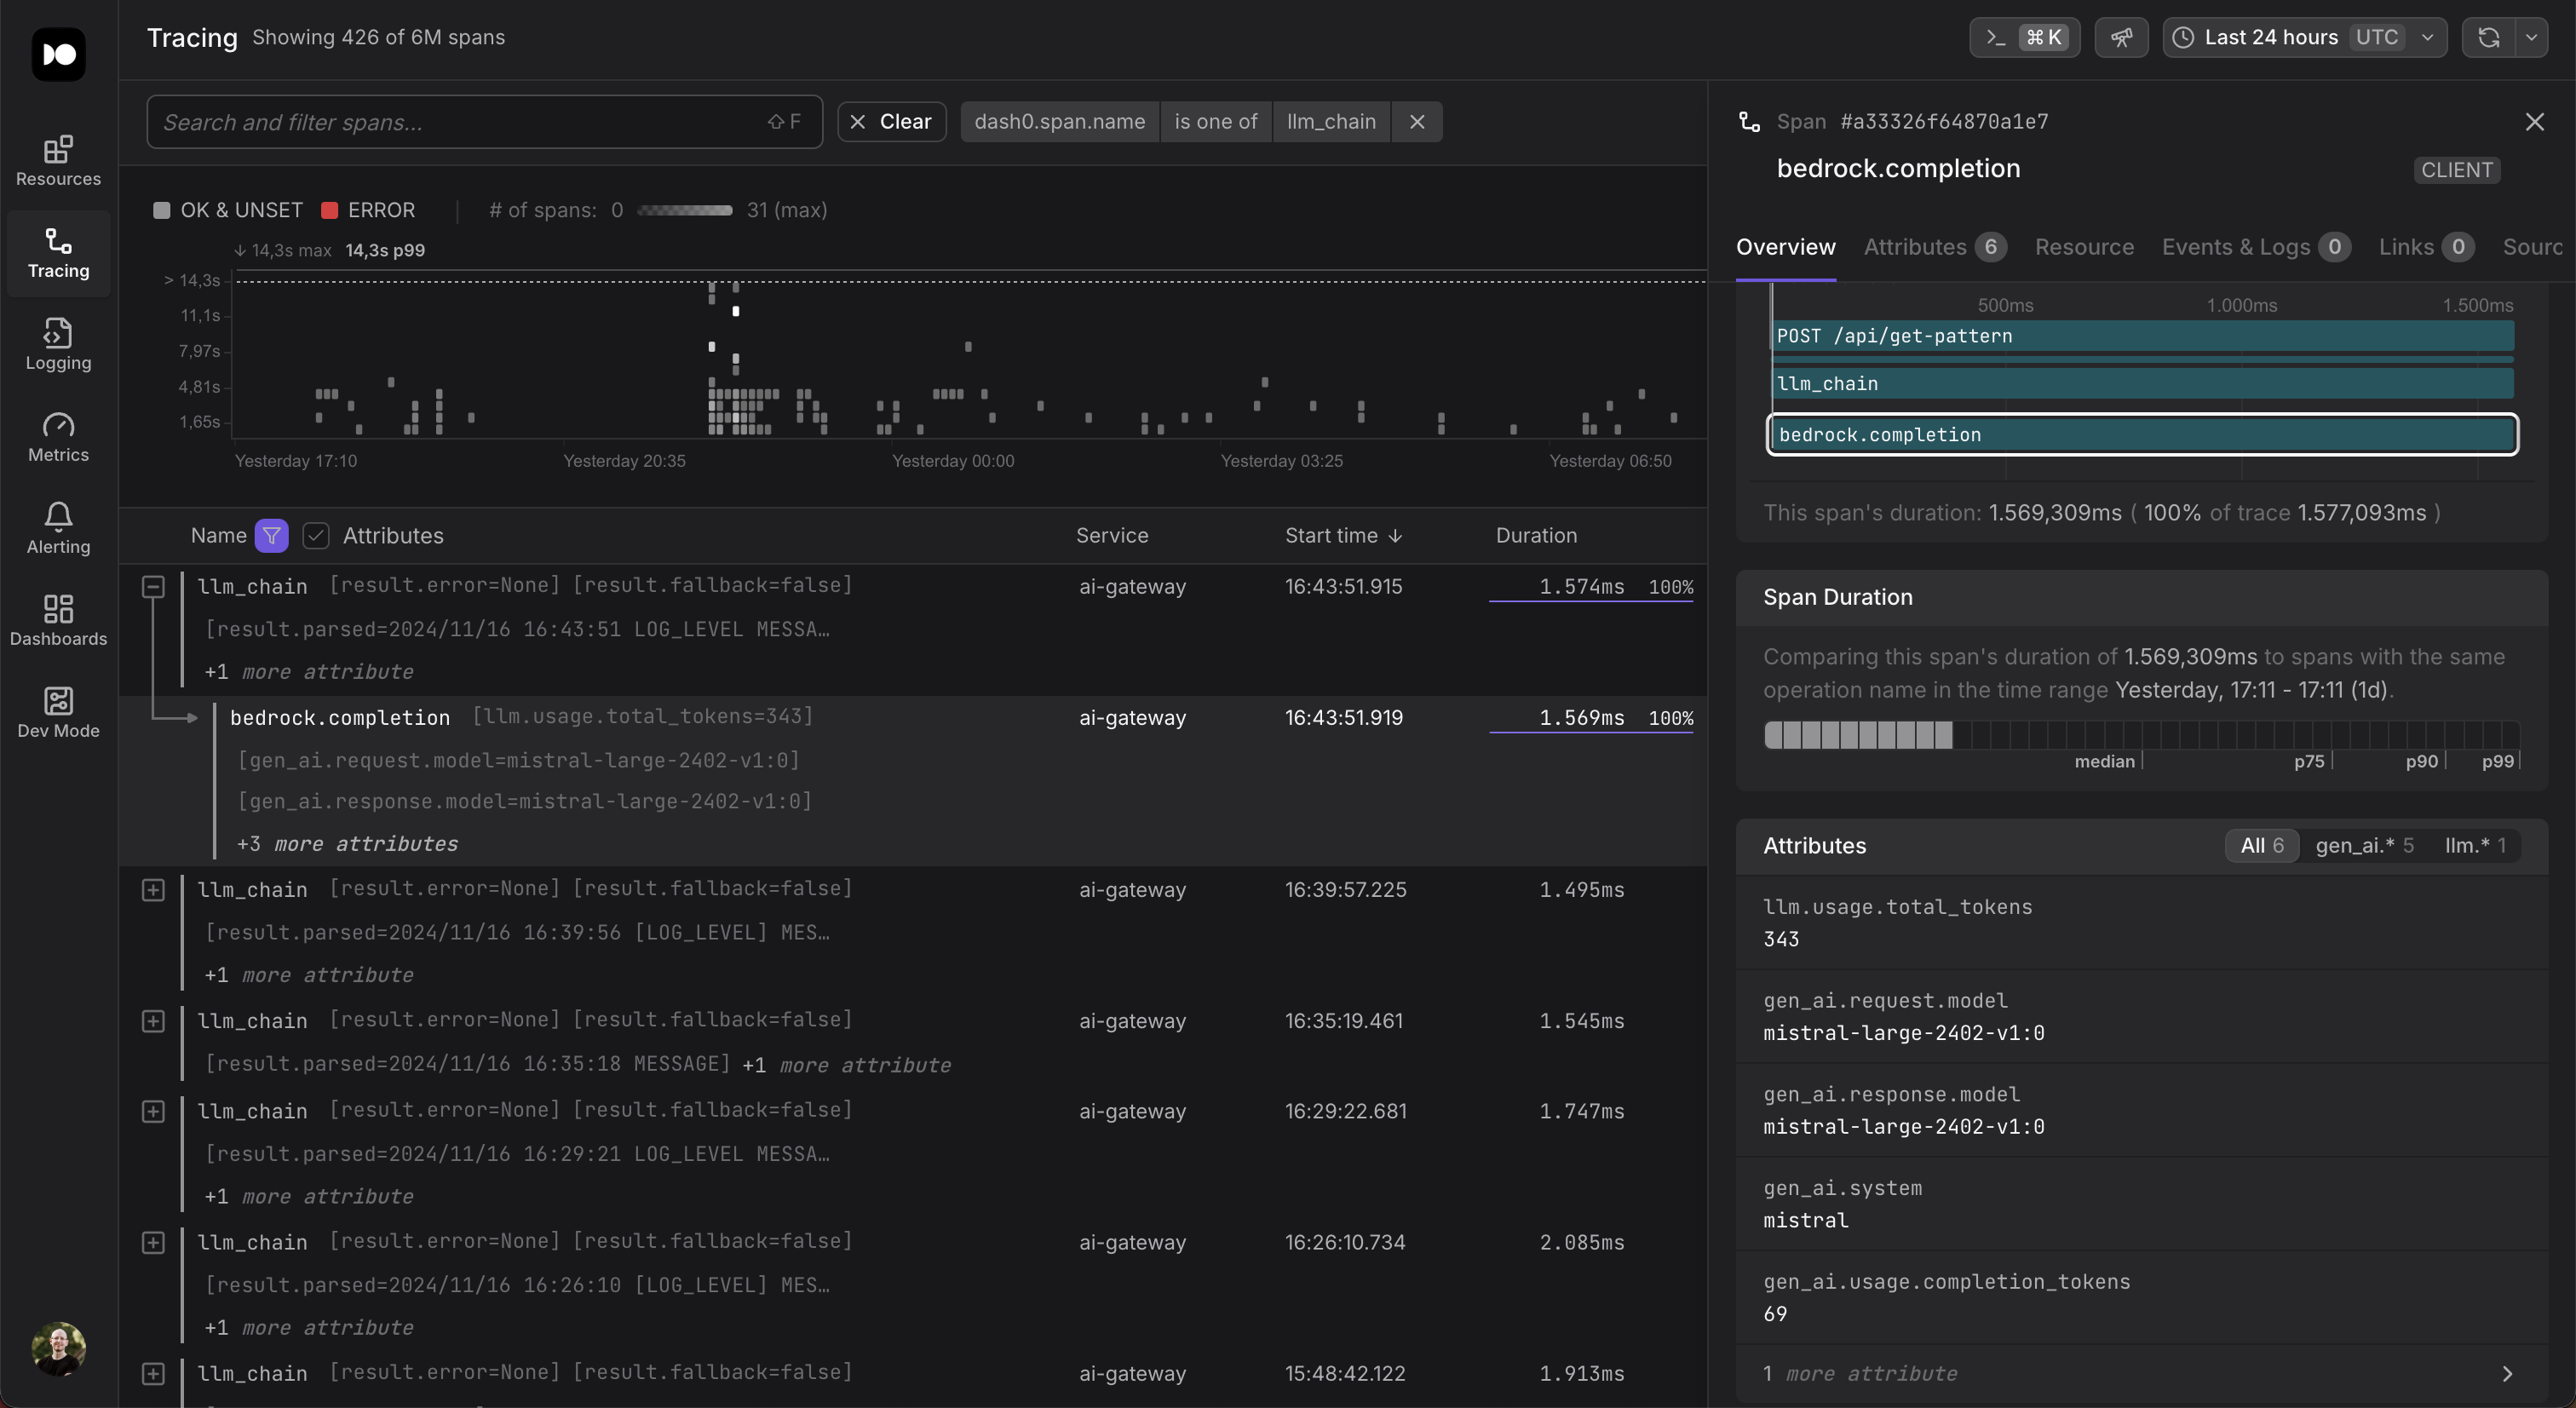 Tracing Showing 426 of 6M spans
⌘ K
Last 24 hours UTC
Resources
Tracing
Logging
Metrics
Alerting
Dashboards
Dev Mode
Search and filter spans... ⇧ F
Clear
dash0.span.name is one of llm_chain
OK & UNSET ERROR # of spans: 0 31 (max)
↓ 14,3s max 14,3s p99
> 14,3s
11,1s
7,97s
4,81s
1,65s
Yesterday 17:10 Yesterday 20:35 Yesterday 00:00 Yesterday 03:25 Yesterday 06:50
Name Attributes Service Start time ↓ Duration
llm_chain [result.error=None] [result.fallback=false] ai-gateway 16:43:51.915 1.574ms 100%
[result.parsed=2024/11/16 16:43:51 LOG_LEVEL MESSA…
+1 more attribute
bedrock.completion [llm.usage.total_tokens=343] ai-gateway 16:43:51.919 1.569ms 100%
[gen_ai.request.model=mistral-large-2402-v1:0]
[gen_ai.response.model=mistral-large-2402-v1:0]
+3 more attributes
llm_chain [result.error=None] [result.fallback=false] ai-gateway 16:39:57.225 1.495ms
[result.parsed=2024/11/16 16:39:56 [LOG_LEVEL] MES…
+1 more attribute
llm_chain [result.error=None] [result.fallback=false] ai-gateway 16:35:19.461 1.545ms
[result.parsed=2024/11/16 16:35:18 MESSAGE] +1 more attribute
llm_chain [result.error=None] [result.fallback=false] ai-gateway 16:29:22.681 1.747ms
[result.parsed=2024/11/16 16:29:21 LOG_LEVEL MESSA…
+1 more attribute
llm_chain [result.error=None] [result.fallback=false] ai-gateway 16:26:10.734 2.085ms
[result.parsed=2024/11/16 16:26:10 [LOG_LEVEL] MES…
+1 more attribute
llm_chain [result.error=None] [result.fallback=false] ai-gateway 15:48:42.122 1.913ms
Span #a33326f64870a1e7
bedrock.completion CLIENT
Overview Attributes 6 Resource Events & Logs 0 Links 0 Sourc
500ms 1.000ms 1.500ms
POST /api/get-pattern
llm_chain
bedrock.completion
This span's duration: 1.569,309ms ( 100% of trace 1.577,093ms )
Span Duration
Comparing this span's duration of 1.569,309ms to spans with the same
operation name in the time range Yesterday, 17:11 - 17:11 (1d).
median p75 p90 p99
Attributes All 6 gen_ai.* 5 llm.* 1
llm.usage.total_tokens
343
gen_ai.request.model
mistral-large-2402-v1:0
gen_ai.response.model
mistral-large-2402-v1:0
gen_ai.system
mistral
gen_ai.usage.completion_tokens
69
1 more attribute